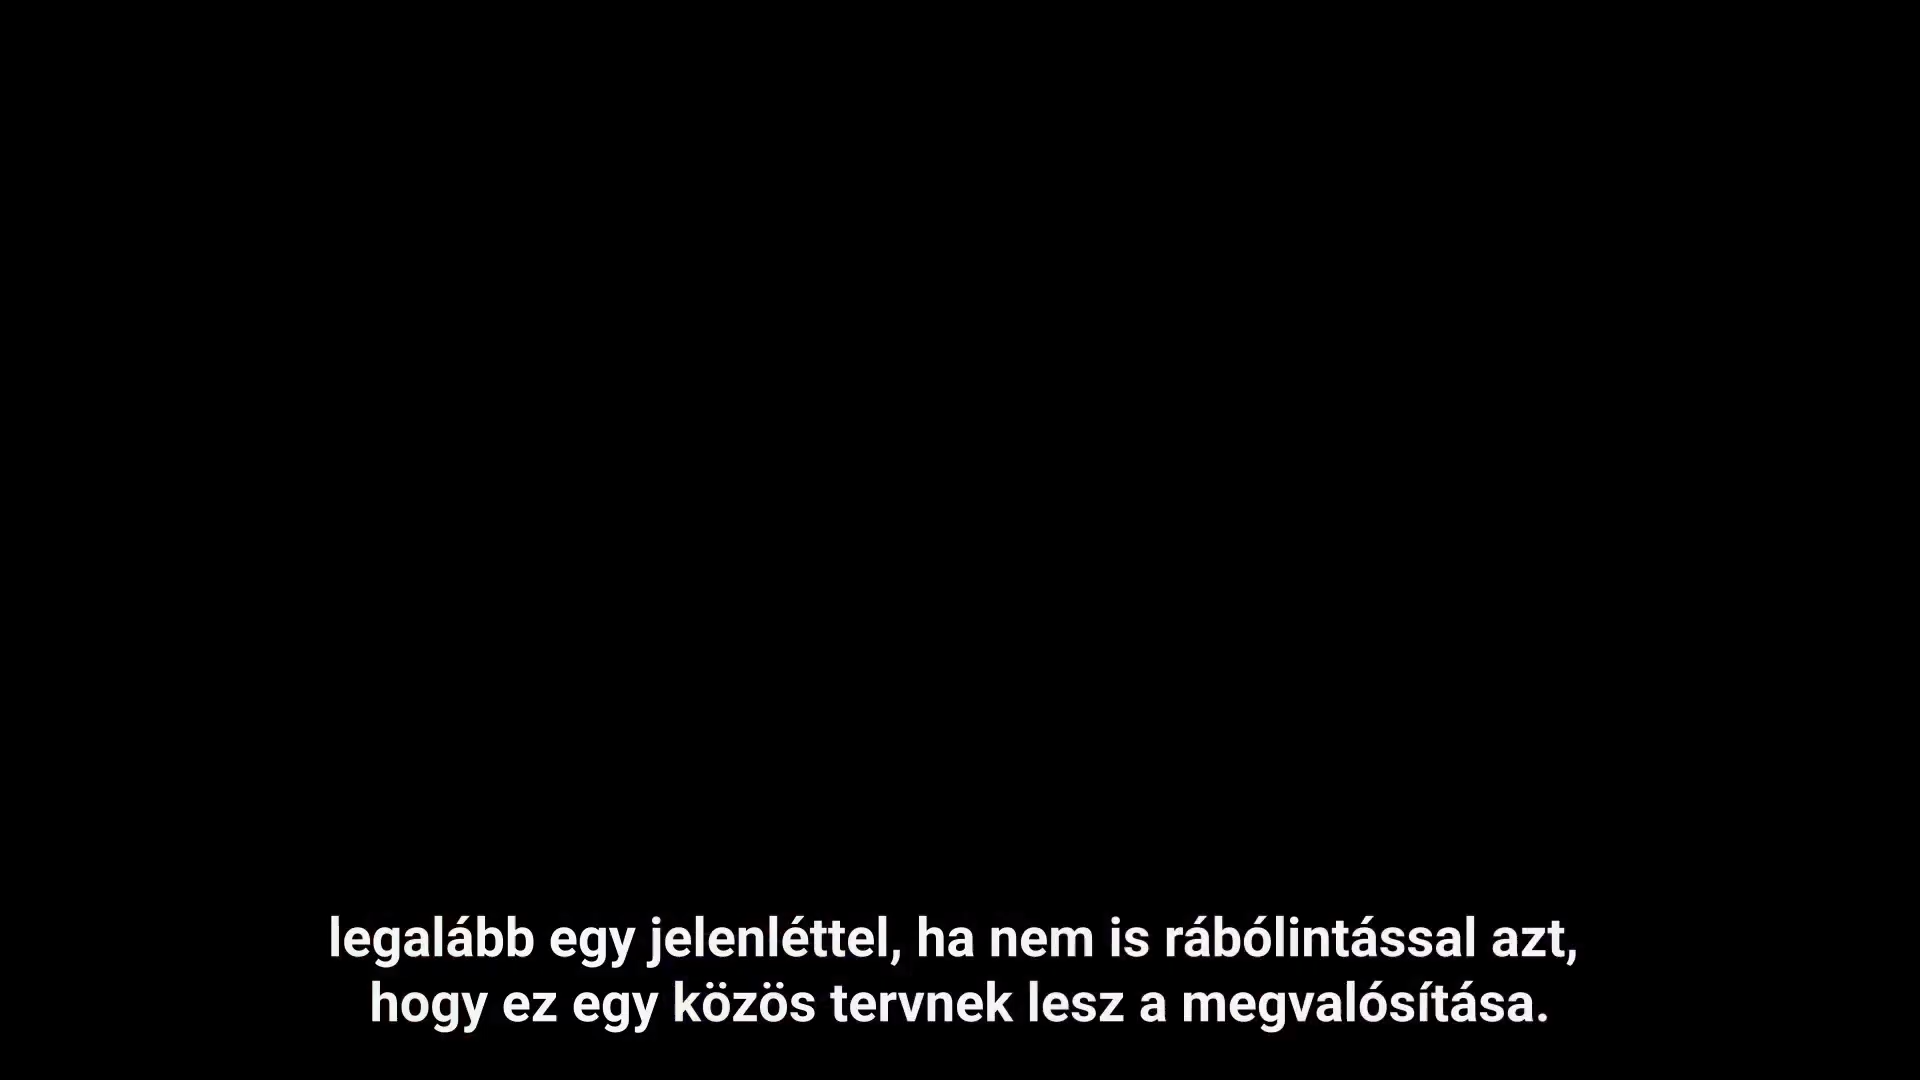 legalább egy jelenléttel, ha nem is rábólintással azt,
hogy ez egy közös tervnek lesz a megvalósítása.